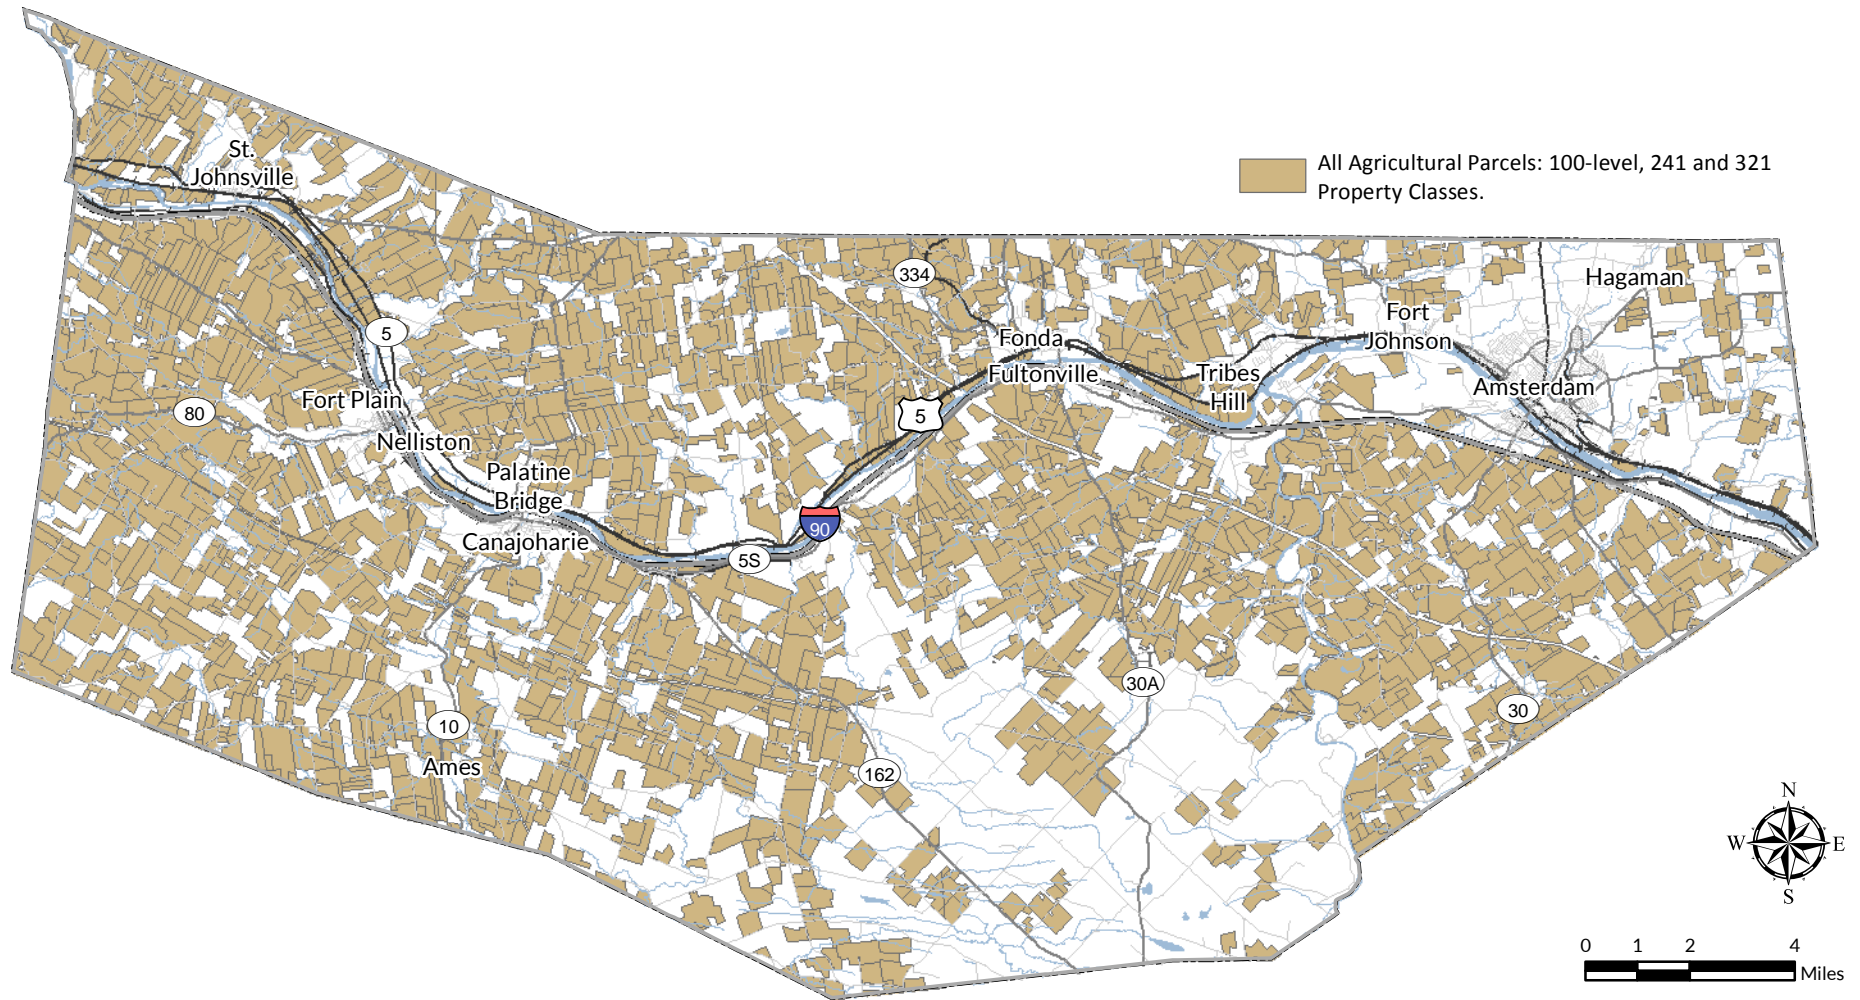 St.
Johnsville
All Agricultural Parcels: 100-level, 241 and 321
Property Classes.
334
Hagaman
5
Fonda
Fort
Johnson
Fultonville
Tribes
Hill
Amsterdam
Fort Plain
80
5
Nelliston
Palatine
Bridge
90
Canajoharie
5S
30A
30
10
Ames
162
N
W
E
S
0 1 2 4
Miles